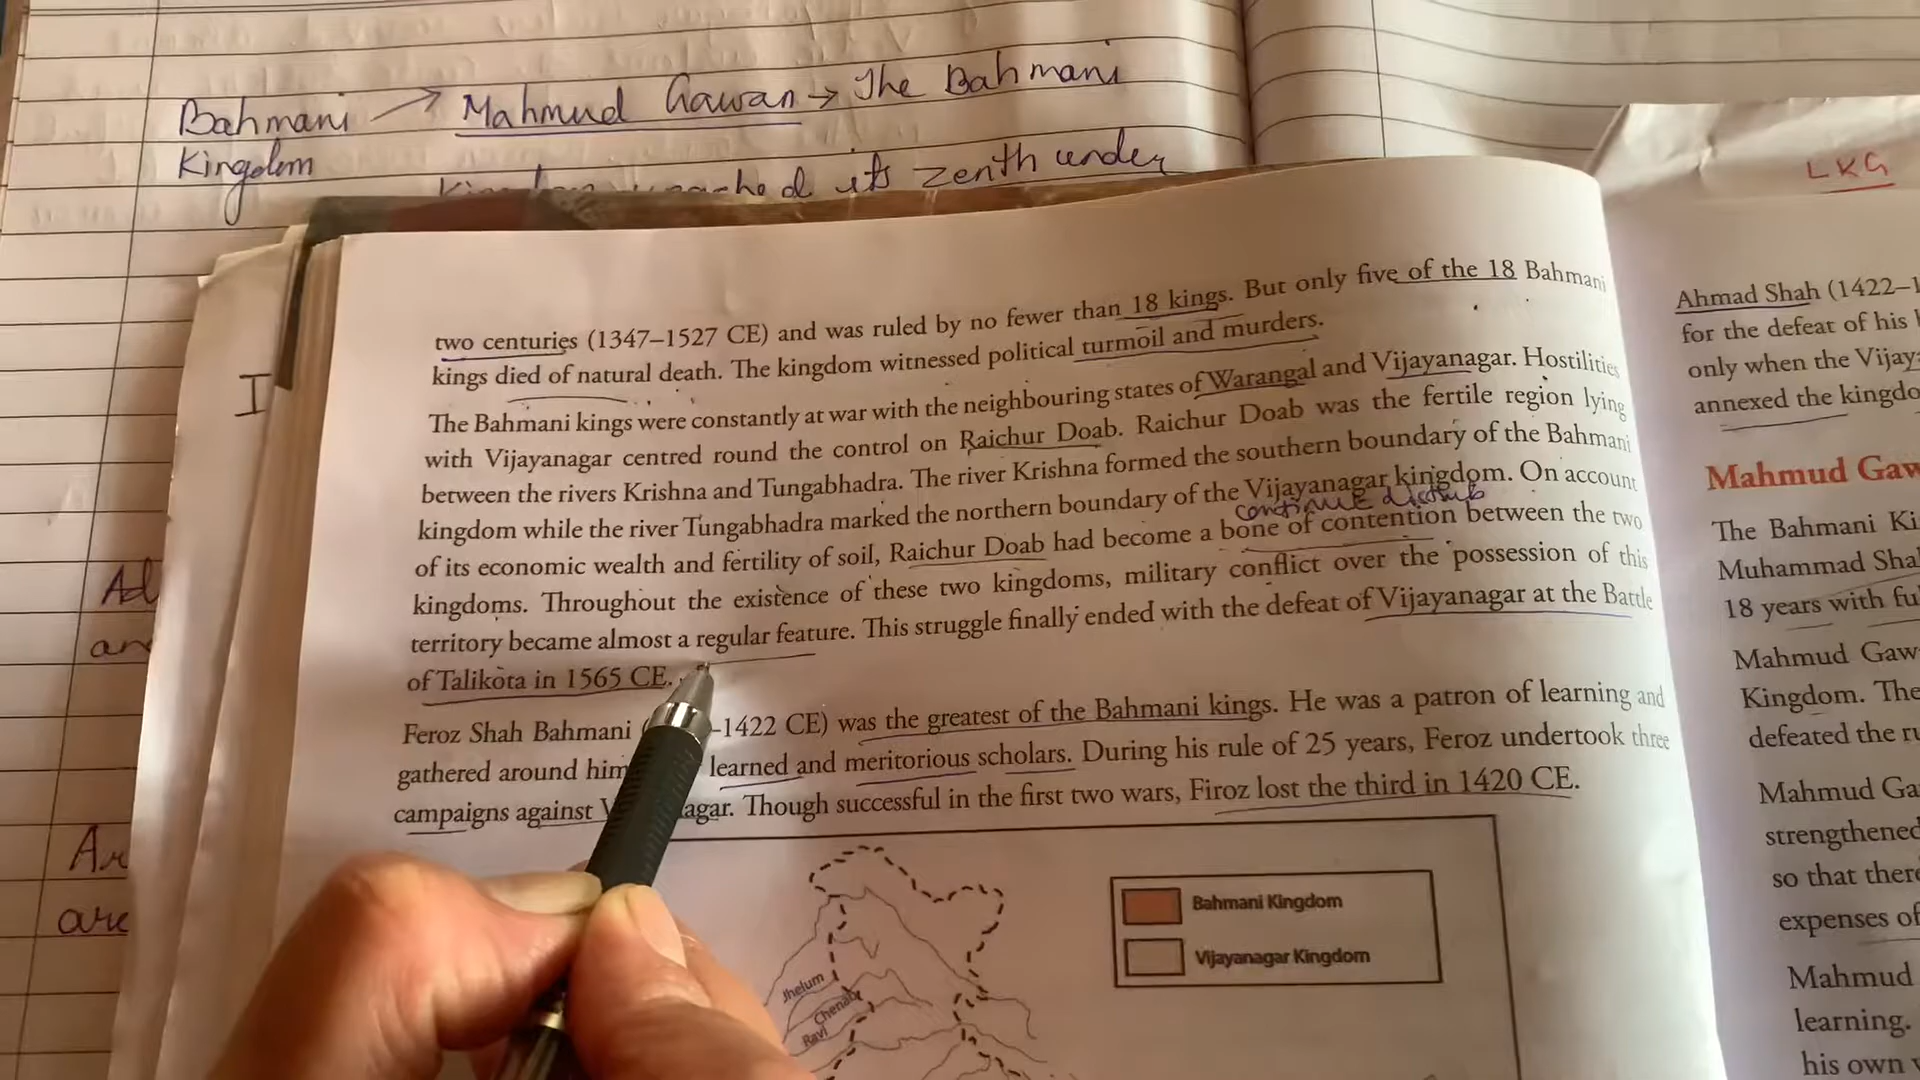 Bahmani → Mahmud Gawan → The Bahmani
Kingdom
reached its zenith under
LKG
two centuries (1347–1527 CE) and was ruled by no fewer than 18 kings. But only five of the 18 Bahmani
kings died of natural death. The kingdom witnessed political turmoil and murders.
The Bahmani kings were constantly at war with the neighbouring states of Warangal and Vijayanagar. Hostilities
with Vijayanagar centred round the control on Raichur Doab. Raichur Doab was the fertile region lying
between the rivers Krishna and Tungabhadra. The river Krishna formed the southern boundary of the Bahmani
kingdom while the river Tungabhadra marked the northern boundary of the Vijayanagar kingdom. On account
continue disturb
of its economic wealth and fertility of soil, Raichur Doab had become a bone of contention between the two
kingdoms. Throughout the existence of these two kingdoms, military conflict over the possession of this
territory became almost a regular feature. This struggle finally ended with the defeat of Vijayanagar at the Battle
of Talikota in 1565 CE.
Feroz Shah Bahmani –1422 CE) was the greatest of the Bahmani kings. He was a patron of learning and
gathered around him learned and meritorious scholars. During his rule of 25 years, Feroz undertook three
campaigns against V agar. Though successful in the first two wars, Firoz lost the third in 1420 CE.
Bahmani Kingdom
Vijayanagar Kingdom
Jhelum
Chenab
Ravi
Ahmad Shah (1422–1
for the defeat of his
only when the Vijay
annexed the kingdo
Mahmud Gaw
The Bahmani Ki
Muhammad Sha
18 years with fu
Mahmud Gaw
Kingdom. The
defeated the ru
Mahmud Ga
strengthened
so that there
expenses of
Mahmud
learning.
his own
I
Ad
an
Ar
are